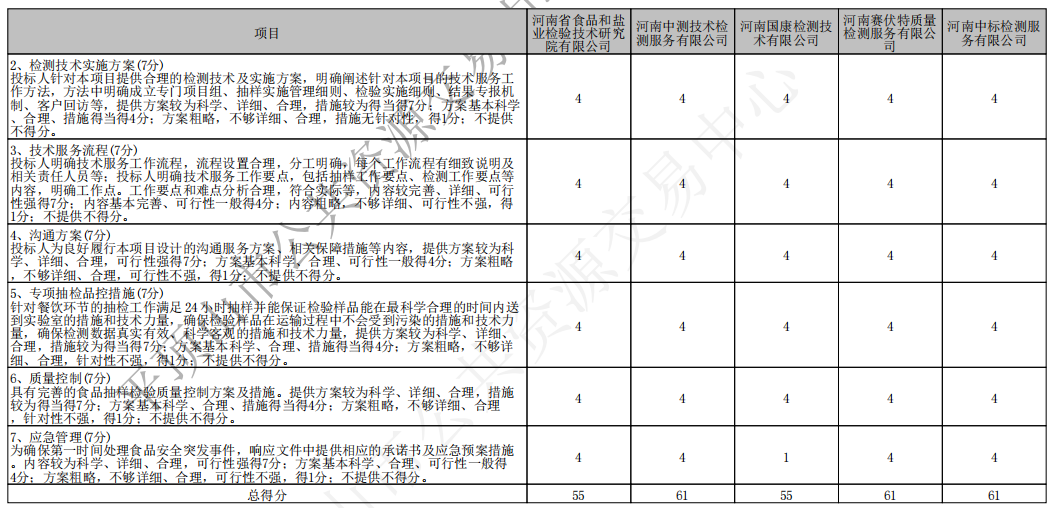 项目
河南省食品和盐
业检验技术研究
院有限公司
河南中测技术检
测服务有限公司
河南国康检测技
术有限公司
河南赛伏特质量
检测服务有限公
司
河南中标检测服
务有限公司
2、检测技术实施方案(7分)
投标人针对本项目提供合理的检测技术及实施方案，明确阐述针对本项目的技术服务工
作方法，方法中明确成立专门项目组、抽样实施管理细则、检验实施细则、结果专报机
制、客户回访等，提供方案较为科学、详细、合理，措施较为得当得7分；方案基本科学
、合理、措施得当得4分；方案粗略，不够详细、合理，措施无针对性，得1分；不提供
不得分。
4 4 4 4 4
3、技术服务流程(7分)
投标人明确技术服务工作流程，流程设置合理，分工明确，每个工作流程有细致说明及
相关责任人员等；投标人明确技术服务工作要点，包括抽样工作要点、检测工作要点等
内容，明确工作点。工作要点和难点分析合理，符合实际等，内容较完善、详细、可行
性强得7分；内容基本完善、可行性一般得4分；内容粗略，不够详细、可行性不强，得
1分；不提供不得分。
4 4 4 4 4
4、沟通方案(7分)
投标人为良好履行本项目设计的沟通服务方案、相关保障措施等内容，提供方案较为科
学、详细、合理，可行性强得7分；方案基本科学、合理、可行性一般得4分；方案粗略
，不够详细、合理，可行性不强，得1分；不提供不得分。
4 4 4 4 4
5、专项抽检品控措施(7分)
针对餐饮环节的抽检工作满足24小时抽样并能保证检验样品能在最科学合理的时间内送
到实验室的措施和技术力量，确保检验样品在运输过程中不会受到污染的措施和技术力
量，确保检测数据真实有效、科学客观的措施和技术力量，提供方案较为科学、详细、
合理，措施较为得当得7分；方案基本科学、合理、措施得当得4分；方案粗略，不够详
细、合理，针对性不强，得1分；不提供不得分。
4 4 4 4 4
6、质量控制(7分)
具有完善的食品抽样检验质量控制方案及措施。提供方案较为科学、详细、合理，措施
较为得当得7分；方案基本科学、合理、措施得当得4分；方案粗略，不够详细、合理
，针对性不强，得1分；不提供不得分。
4 4 4 4 4
7、应急管理(7分)
为确保第一时间处理食品安全突发事件，响应文件中提供相应的承诺书及应急预案措施
。内容较为科学、详细、合理，可行性强得7分；方案基本科学、合理、可行性一般得
4分；方案粗略，不够详细、合理，可行性不强，得1分；不提供不得分。
4 4 1 4 4
总得分 55 61 55 61 61
平顶山市公共资源交易中
山市公共资源交易中心